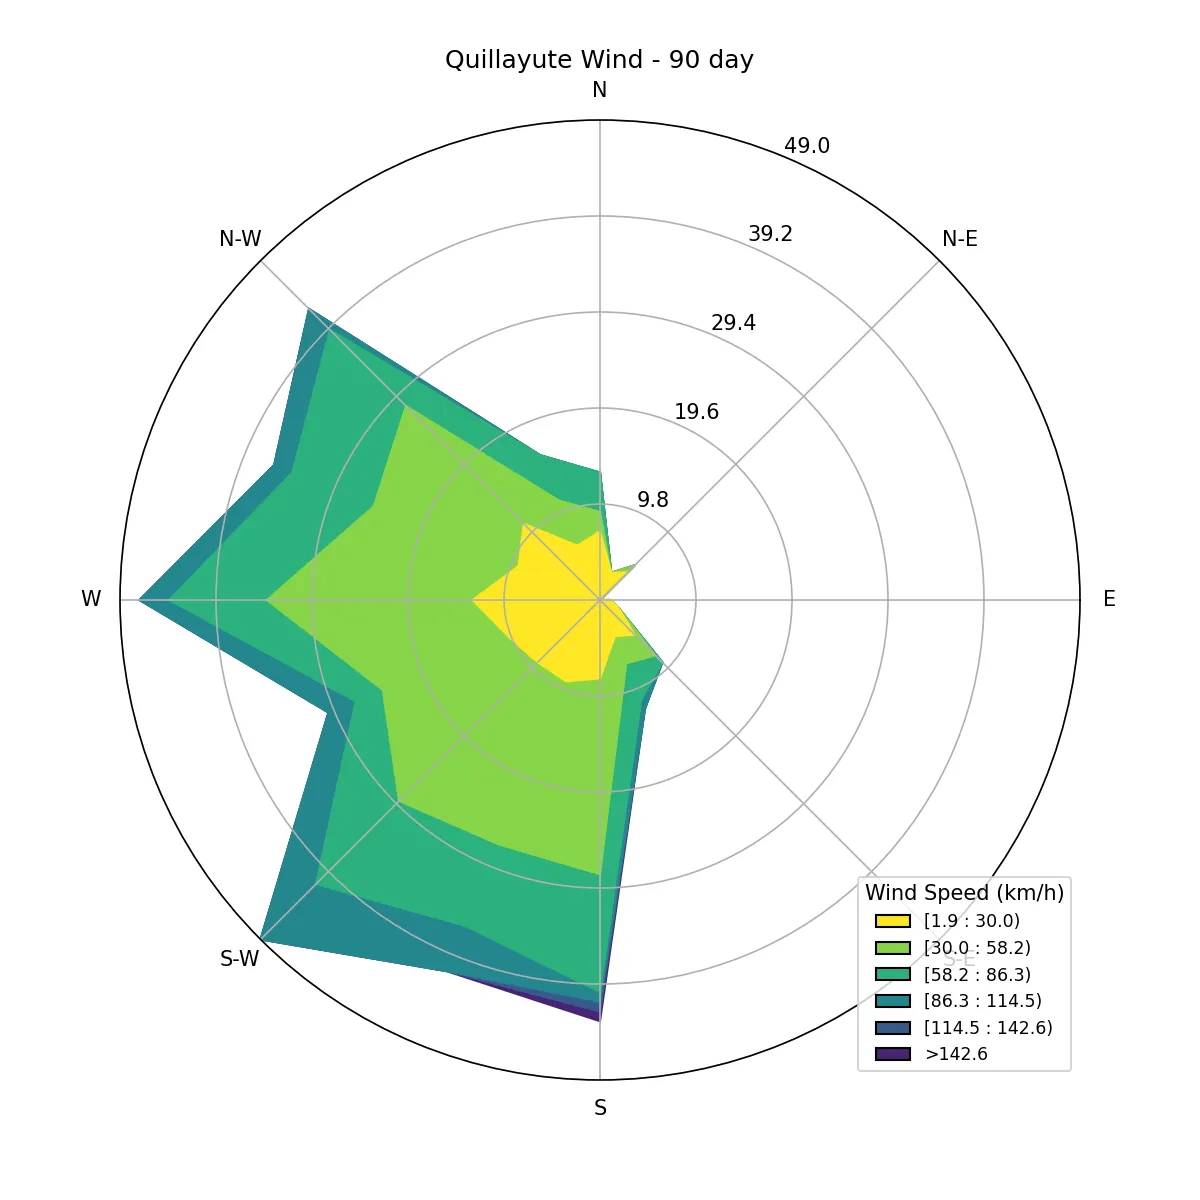 Quillayute Wind - 90 day
N
49.0
39.2
N-W
N-E
29.4
19.6
9.8
W
E
Wind Speed (km/h)
[1.9 : 30.0)
[30.0 : 58.2)
S-W
S-E
[58.2 : 86.3)
[86.3 : 114.5)
[114.5 : 142.6)
>142.6
S